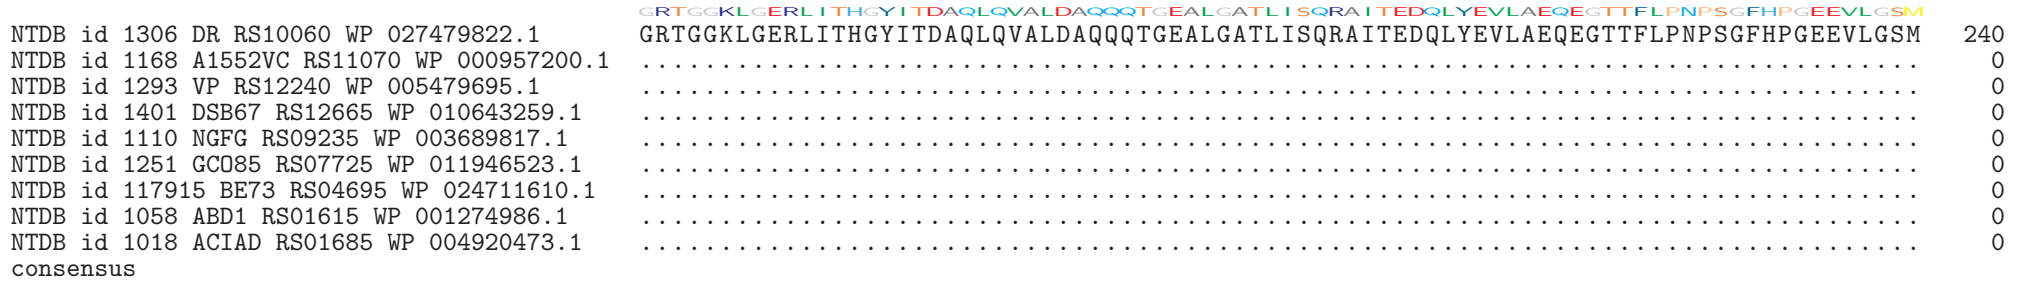 GRTGGKLGERLITHGYITDAQLQVALDAQQQTGEALGATLISQRAITEDQLYEVLAEQEGTTFLPNPSGFHPGEEVLGSM
NTDB id 1306 DR RS10060 WP 027479822.1 GRTGGKLGERLITHGYITDAQLQVALDAQQQTGEALGATLISQRAITEDQLYEVLAEQEGTTFLPNPSGFHPGEEVLGSM 240
NTDB id 1168 A1552VC RS11070 WP 000957200.1 ................................................................................ 0
NTDB id 1293 VP RS12240 WP 005479695.1 ................................................................................ 0
NTDB id 1401 DSB67 RS12665 WP 010643259.1 ................................................................................ 0
NTDB id 1110 NGFG RS09235 WP 003689817.1 ................................................................................ 0
NTDB id 1251 GCO85 RS07725 WP 011946523.1 ................................................................................ 0
NTDB id 117915 BE73 RS04695 WP 024711610.1 ................................................................................ 0
NTDB id 1058 ABD1 RS01615 WP 001274986.1 ................................................................................ 0
NTDB id 1018 ACIAD RS01685 WP 004920473.1 ................................................................................ 0
consensus